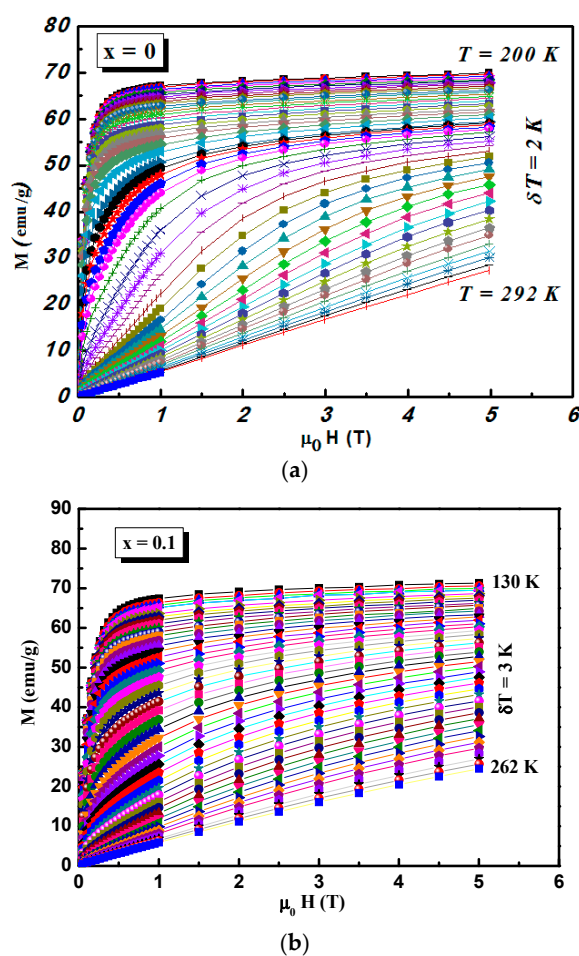 x = 0
T = 200 K
δT = 2 K
T = 292 K
M (emu/g)
80
70
60
50
40
30
20
10
0
0 1 2 3 4 5 6
μ0 H (T)
(a)
x = 0.1
130 K
δT = 3 K
262 K
M (emu/g)
90
80
70
60
50
40
30
20
10
0
0 1 2 3 4 5 6
μ0 H (T)
(b)